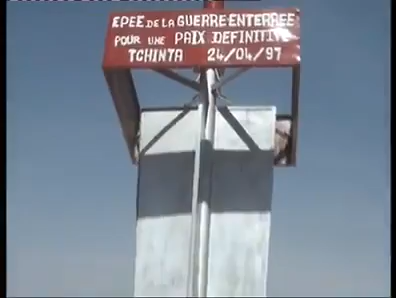 EPEE DE LA GUERRE ENTERREE
POUR UNE PAIX DEFINITIVE
TCHINTA 24/04/97